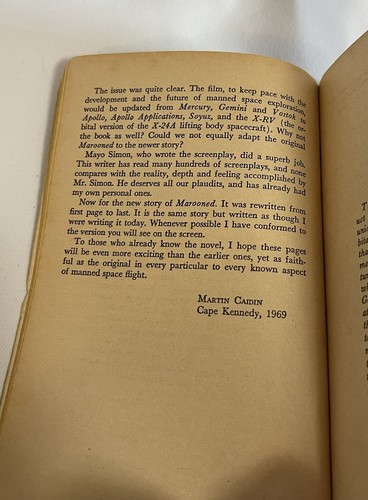 The issue was quite clear. The film, to keep pace with the
development and the future of manned space exploration,
would be updated from Mercury, Gemini and Vostok to
Apollo, Apollo Applications, Soyuz, and the X-RV (the or-
bital version of the X-24A lifting body spacecraft). Why not
the book as well? Could we not equally adapt the original
Marooned to the newer story?
Mayo Simon, who wrote the screenplay, did a superb job.
This writer has read many hundreds of screenplays, and none
compares with the reality, depth and feeling accomplished by
Mr. Simon. He deserves all our plaudits, and has already had
my own personal ones.
Now for the new story of Marooned. It was rewritten from
first page to last. It is the same story but written as though I
were writing it today. Whenever possible I have conformed to
the version you will see on the screen.
To those who already know the novel, I hope these pages
will be even more exciting than the earlier ones, yet as faith-
ful as the original in every particular to every known aspect
of manned space flight.
MARTIN CAIDIN
Cape Kennedy, 1969